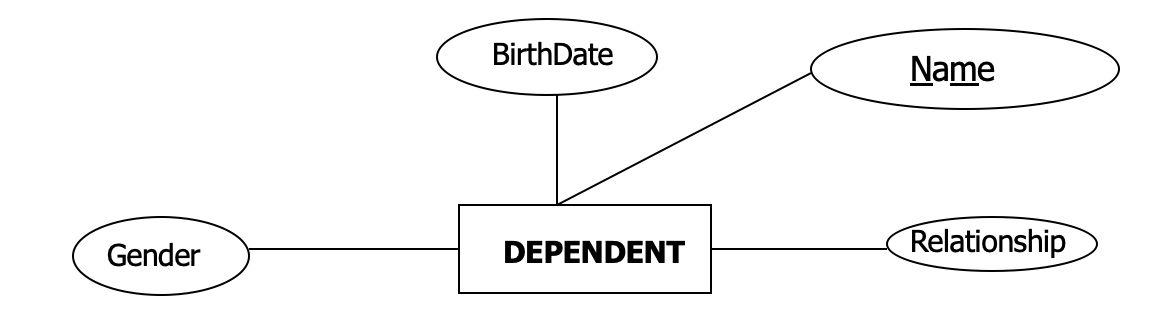 BirthDate
Name
Gender
DEPENDENT
Relationship